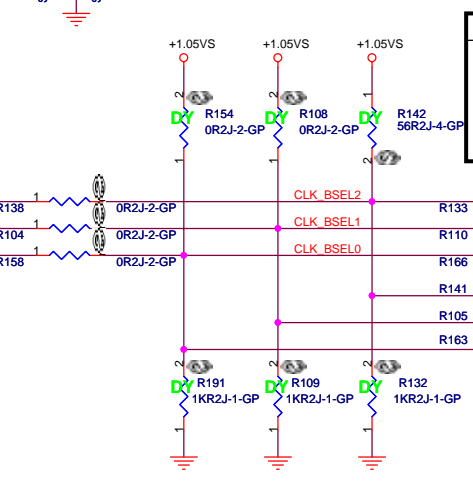 +1.05VS +1.05VS +1.05VS
2 2 1
DY R154 DY R108 DY R142
0R2J-2-GP 0R2J-2-GP 56R2J-4-GP
1 1 2
1 CLK_BSEL2
R138 0R2J-2-GP R133
1 CLK_BSEL1
R104 0R2J-2-GP R110
1 CLK_BSEL0
R158 0R2J-2-GP R166
R141
R105
R163
2 2 2
DY R191 DY R109 DY R132
1KR2J-1-GP 1KR2J-1-GP 1KR2J-1-GP
1 1 1